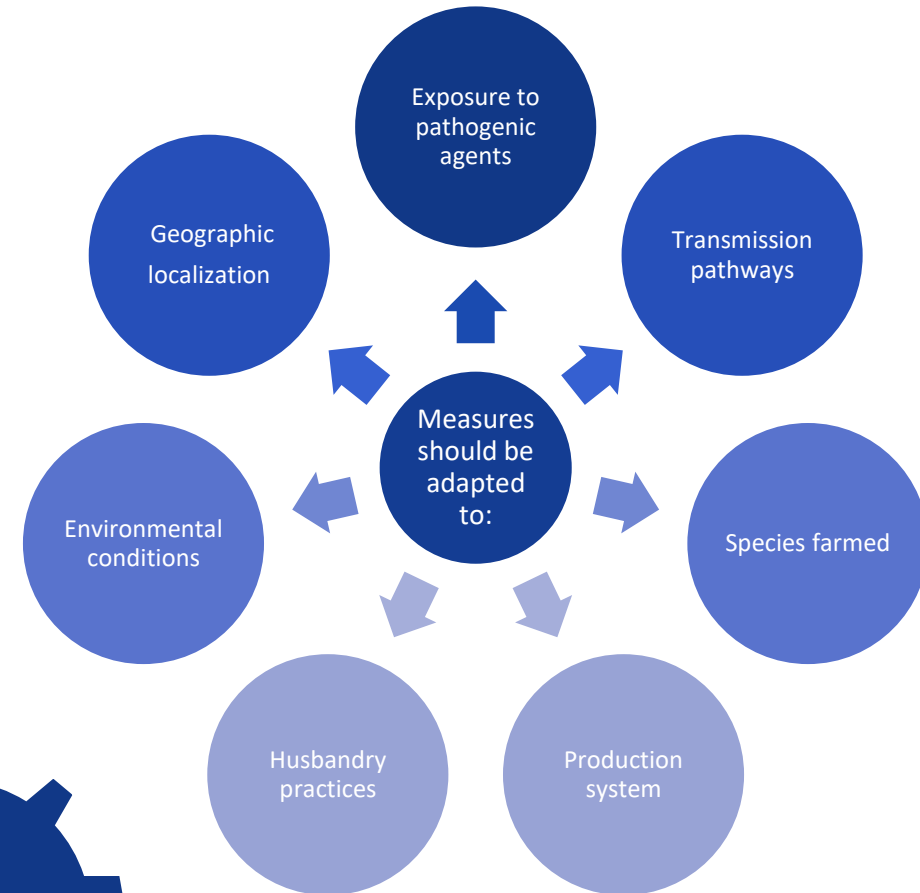 Exposure to
pathogenic
agents
Transmission
pathways
Species farmed
Production
system
Husbandry
practices
Environmental
conditions
Geographic
localization
Measures
should be
adapted
to: